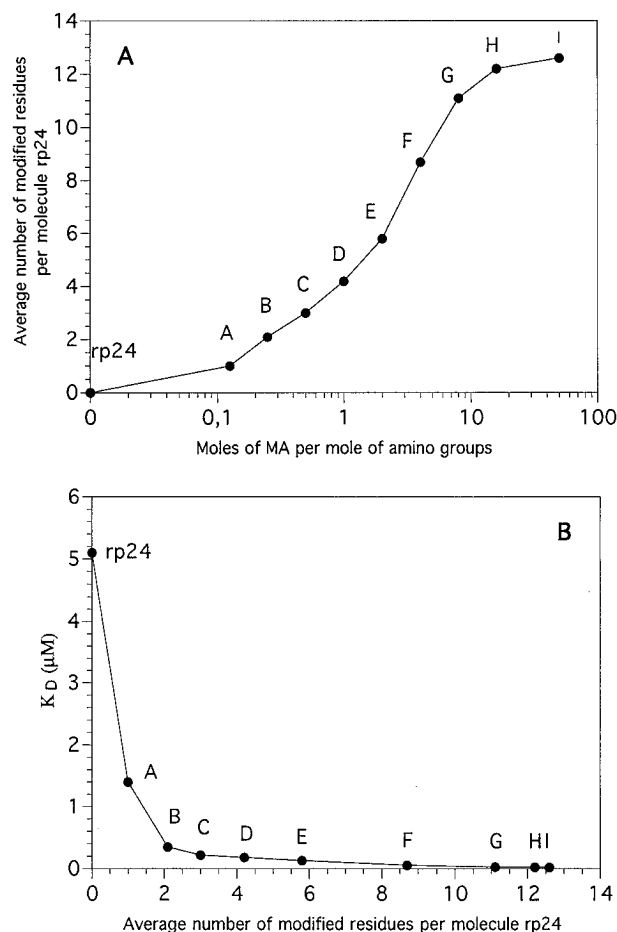 14
12
10
8
6
4
2
0
Average number of modified residues
per molecule rp24
A
rp24
A
B
C
D
E
F
G
H
I
0
0,1
1
10
100
Moles of MA per mole of amino groups
6
5
4
3
2
1
0
K D (μM)
B
rp24
A
B
C
D
E
F
G
H I
0
2
4
6
8
10
12
14
Average number of modified residues per molecule rp24